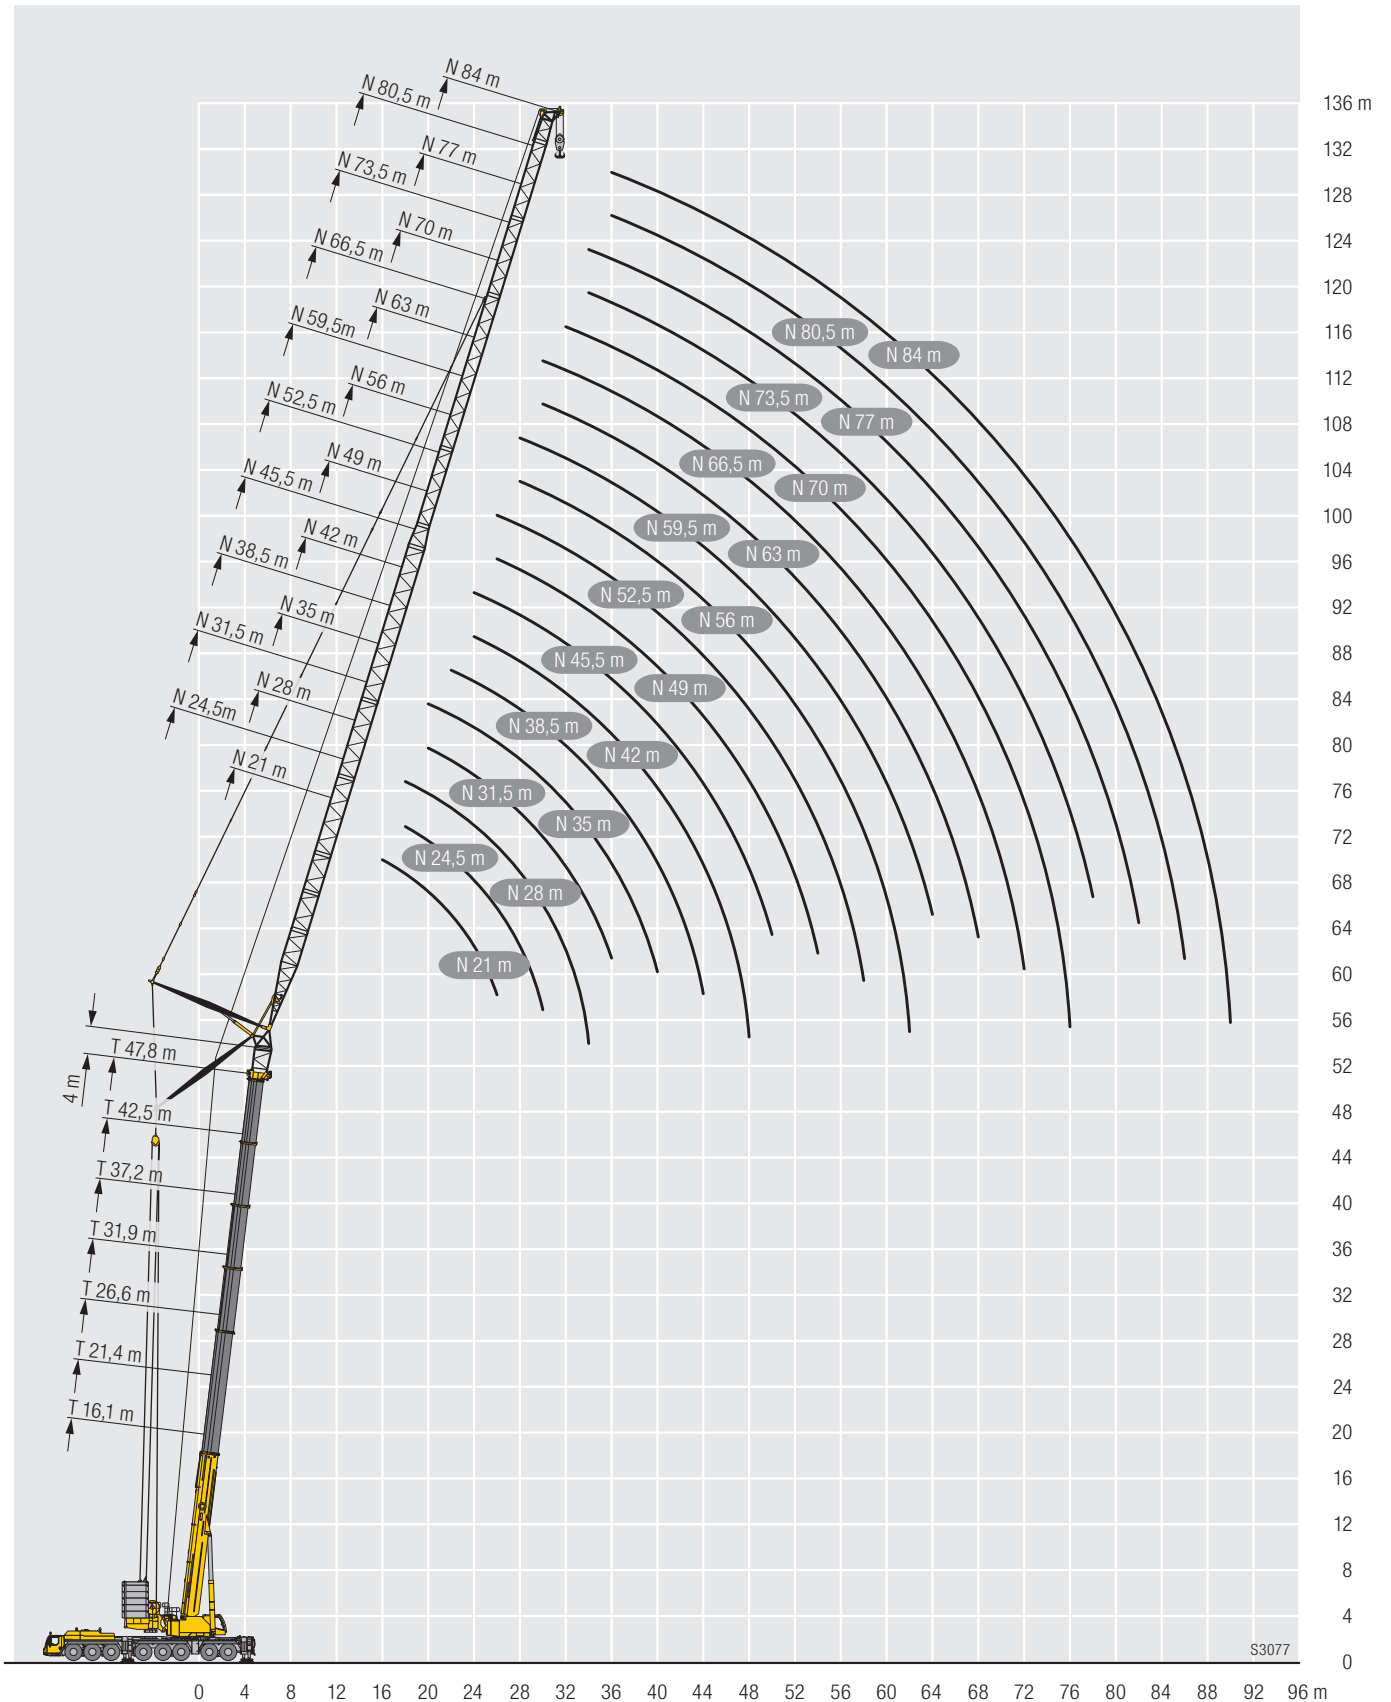 N 84 m
N 80,5 m
136 m
132
N 77 m
N 73,5 m
128
N 70 m
124
N 66,5 m
120
N 63 m
N 59,5m
N 80,5 m
116
N 84 m
N 56 m
112
N 52,5 m
N 73,5 m
108
N 77 m
N 49 m
N 66,5 m
104
N 45,5 m
N 70 m
100
N 42 m
N 59,5 m
N 38,5 m
N 63 m
96
N 35 m
N 52,5 m
92
N 31,5 m
N 56 m
N 45,5 m
88
N 28 m
N 49 m
N 24,5m
84
N 38,5 m
N 42 m
80
N 21 m
N 31,5 m
76
N 35 m
72
N 24,5 m
N 28 m
68
64
N 21 m
60
56
T 47,8 m
52
4 m
T 42,5 m
48
44
T 37,2 m
40
T 31,9 m
36
T 26,6 m
32
28
T 21,4 m
24
T 16,1 m
20
16
12
8
4
S3077
0
0 4 8 12 16 20 24 28 32 36 40 44 48 52 56 60 64 68 72 76 80 84 88 92 96 m